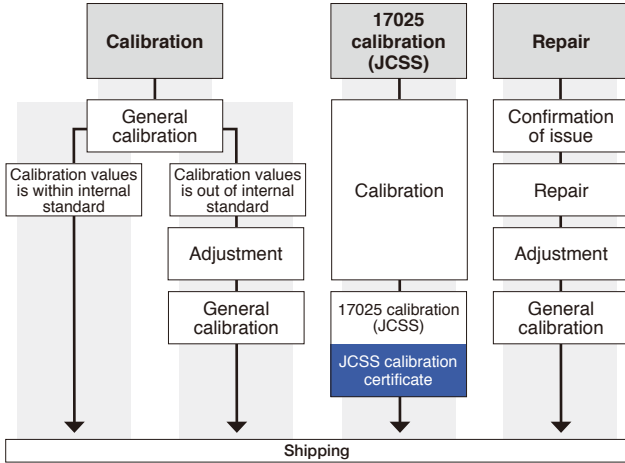 Calibration
General
calibration
Calibration values
is within internal
standard
Calibration values
is out of internal
standard
Adjustment
General
calibration
17025
calibration
(JCSS)
Calibration
17025 calibration
(JCSS)
JCSS calibration
certificate
Repair
Confirmation
of issue
Repair
Adjustment
General
calibration
Shipping